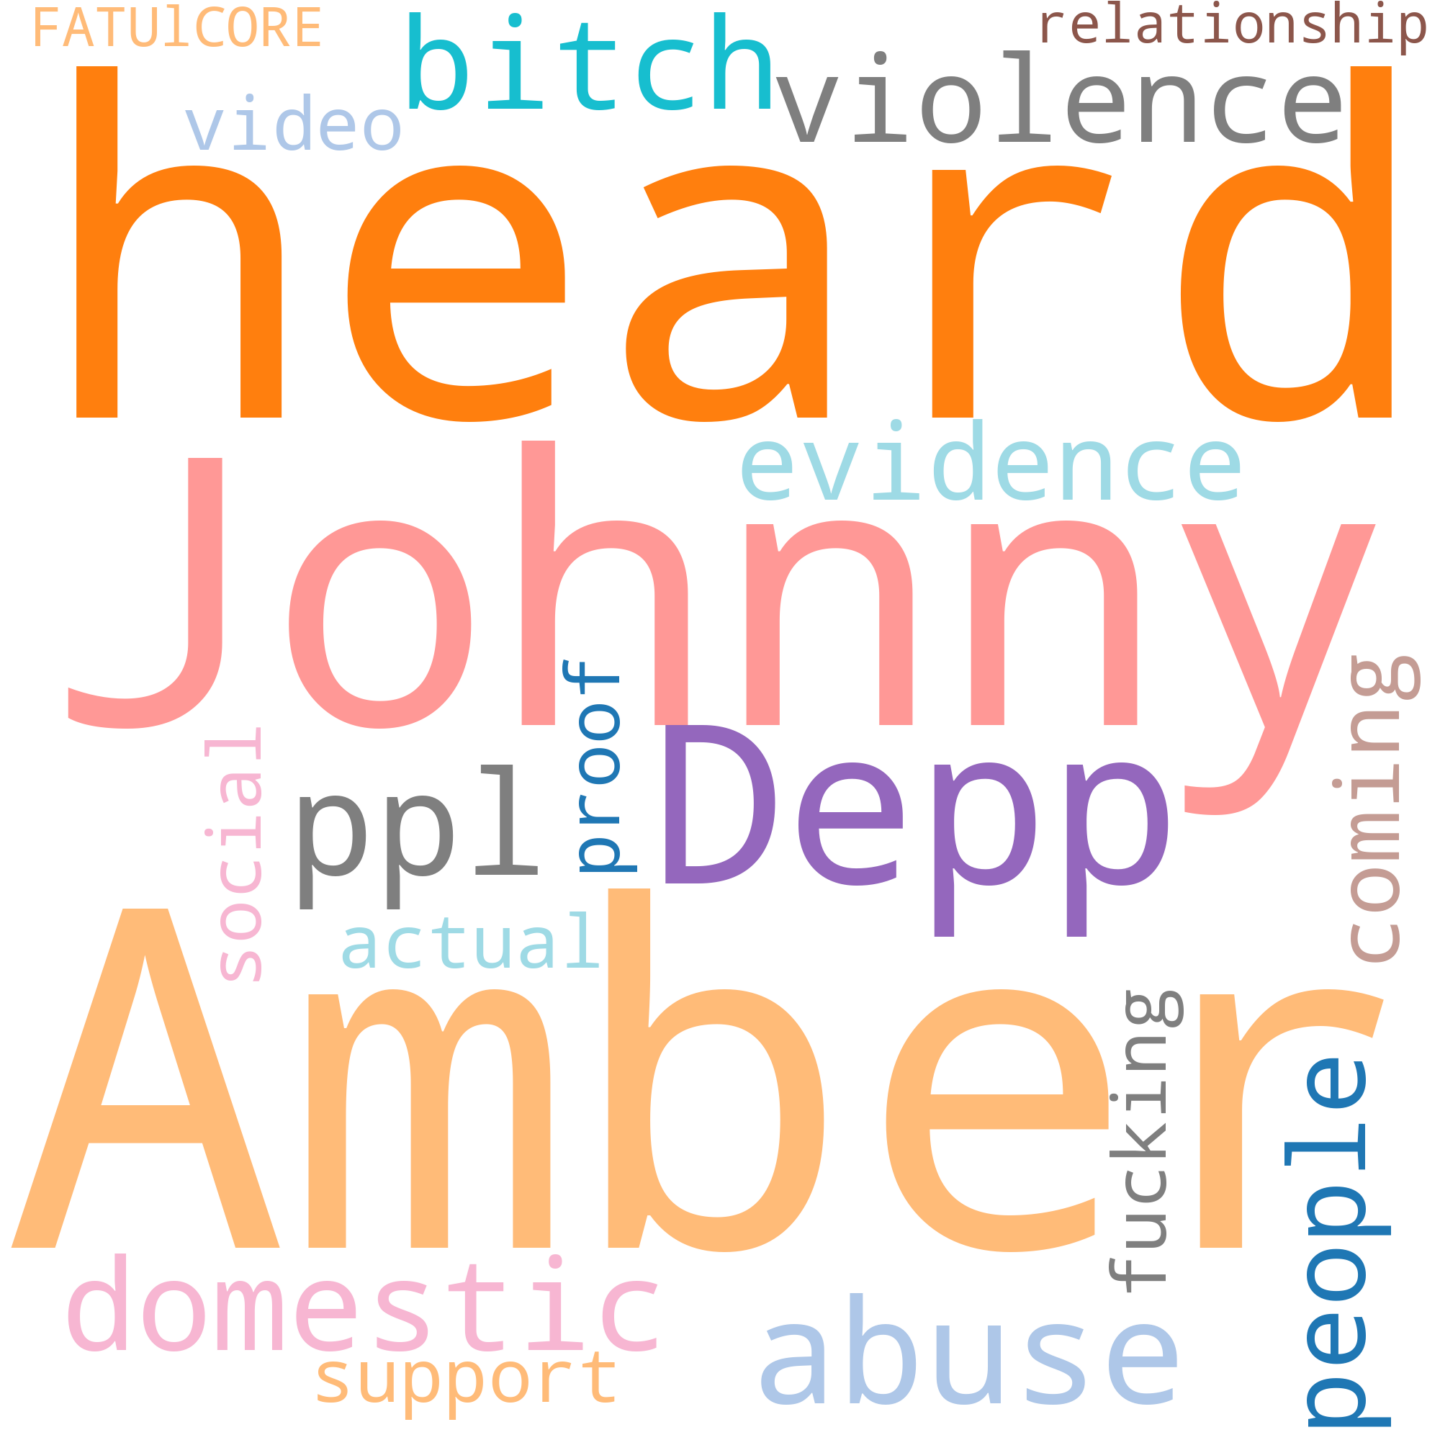 FATUlCORE
bitch
relationship
video
violence
heard
evidence
Johnny
proof
coming
social
ppl
Depp
actual
Amber
fucking
people
domestic
abuse
support